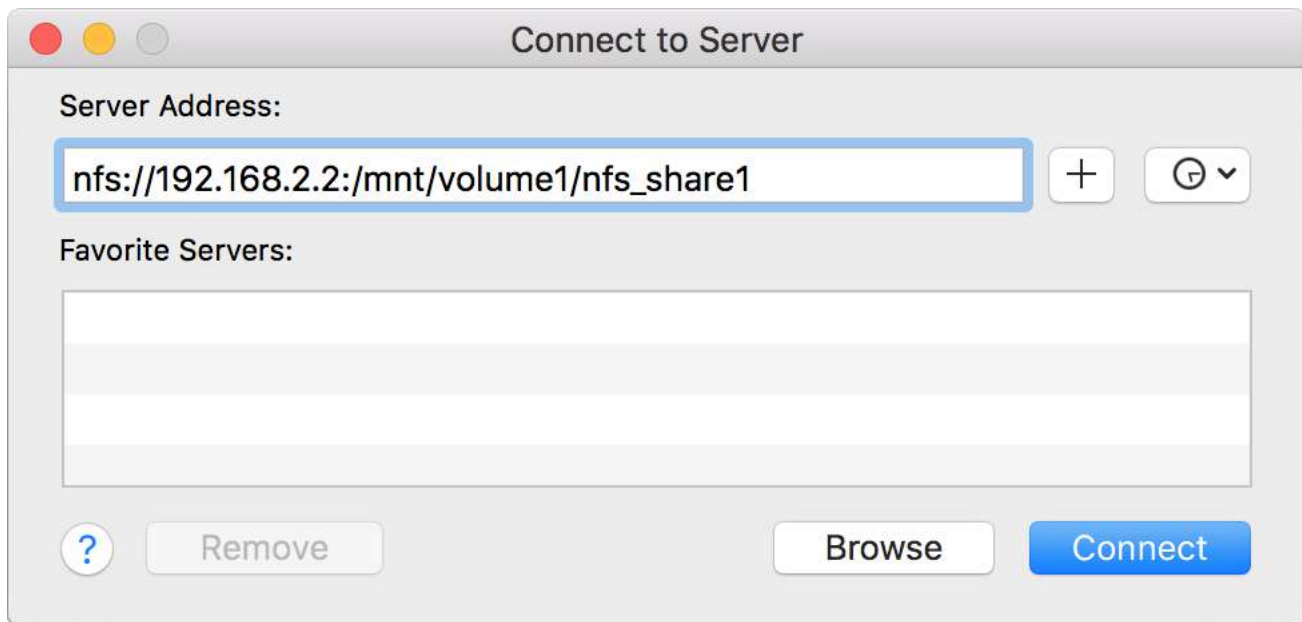 Connect to Server
Server Address:
nfs://192.168.2.2:/mnt/volume1/nfs_share1
Favorite Servers:
? Remove Browse Connect